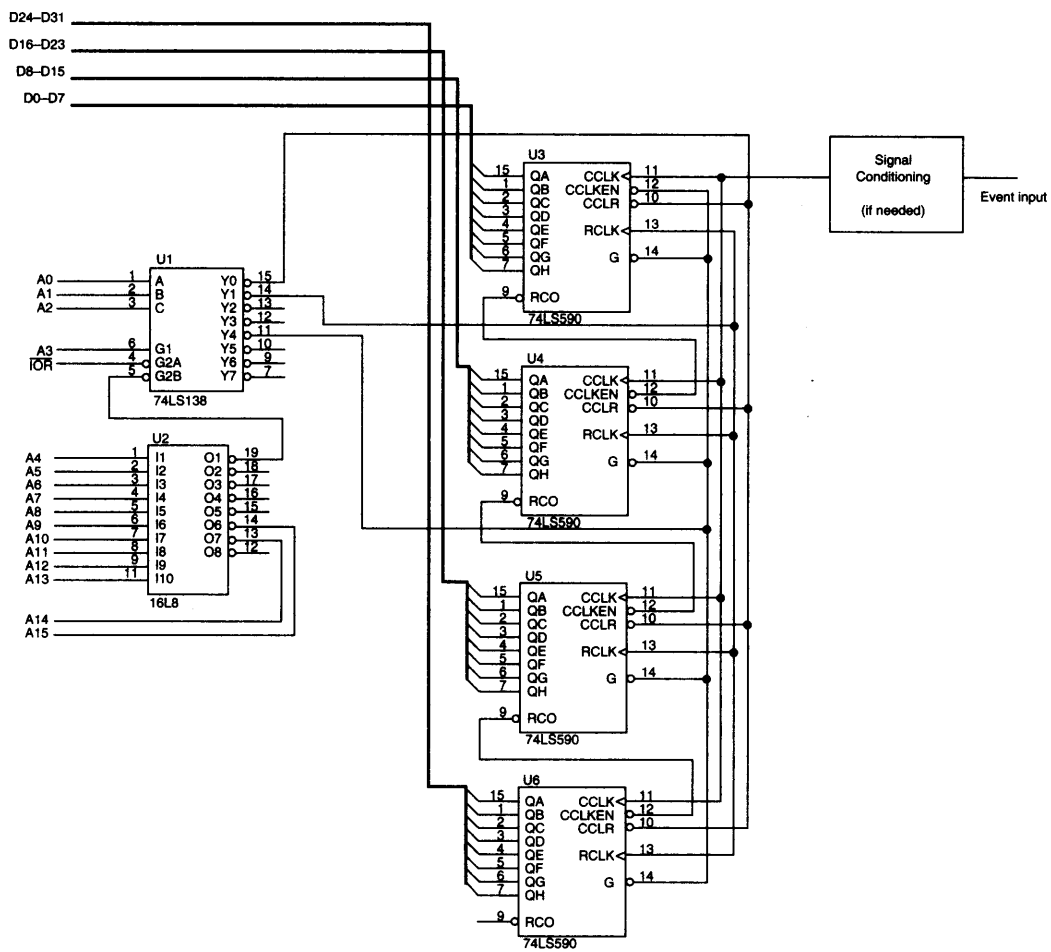 D24–D31
D16–D23
D8–D15
D0–D7
Signal
Conditioning
(if needed)
Event input
U3
15 QA CCLK 11
1 QB CCLKEN 12
2 QC CCLR 10
3 QD
4 QE RCLK 13
5 QF
6 QG G 14
7 QH
9 RCO
74LS590
U1
A0 1 A Y0 15
A1 2 B Y1 14
A2 3 C Y2 13
Y3 12
Y4 11
A3 6 G1 Y5 10
IOR 4 G2A Y6 9
5 G2B Y7 7
74LS138
U4
15 QA CCLK 11
1 QB CCLKEN 12
2 QC CCLR 10
3 QD
4 QE RCLK 13
5 QF
6 QG G 14
7 QH
9 RCO
74LS590
U2
A4 1 I1 O1 19
A5 2 I2 O2 18
A6 3 I3 O3 17
A7 4 I4 O4 16
A8 5 I5 O5 15
A9 6 I6 O6 14
A10 7 I7 O7 13
A11 8 I8 O8 12
A12 9 I9
A13 11 I10
16L8
A14
A15
U5
15 QA CCLK 11
1 QB CCLKEN 12
2 QC CCLR 10
3 QD
4 QE RCLK 13
5 QF
6 QG G 14
7 QH
9 RCO
74LS590
U6
15 QA CCLK 11
1 QB CCLKEN 12
2 QC CCLR 10
3 QD
4 QE RCLK 13
5 QF
6 QG G 14
7 QH
9 RCO
74LS590